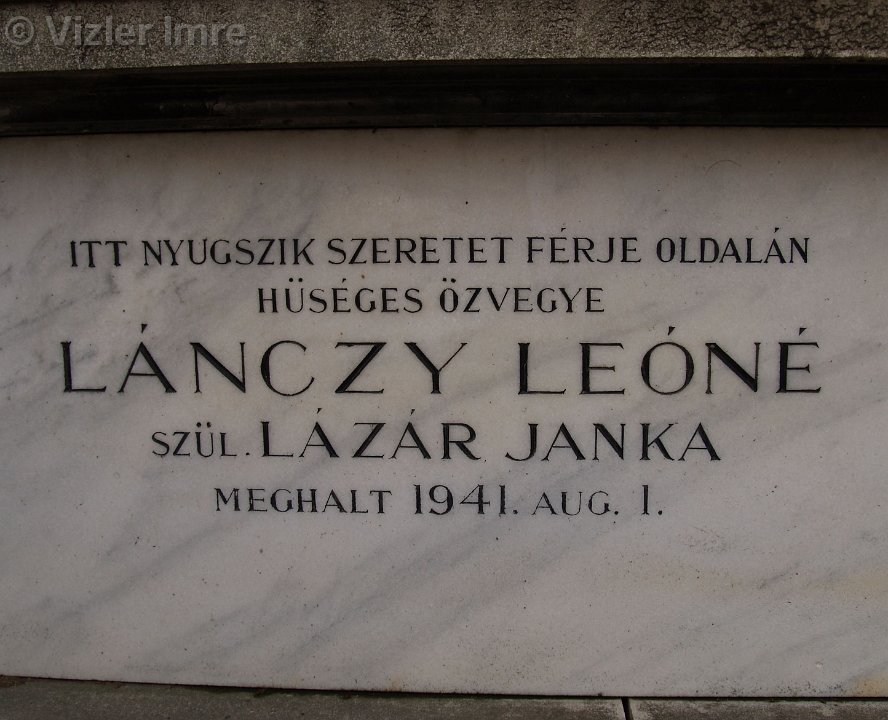 © Vizler Imre
ITT NYUGSZIK SZERETET FÉRJE OLDALÁN
HÜSÉGES ÖZVEGYE
LÁNCZY LEÓNÉ
SZÜL. LÁZÁR JANKA
MEGHALT 1941. AUG. 1.